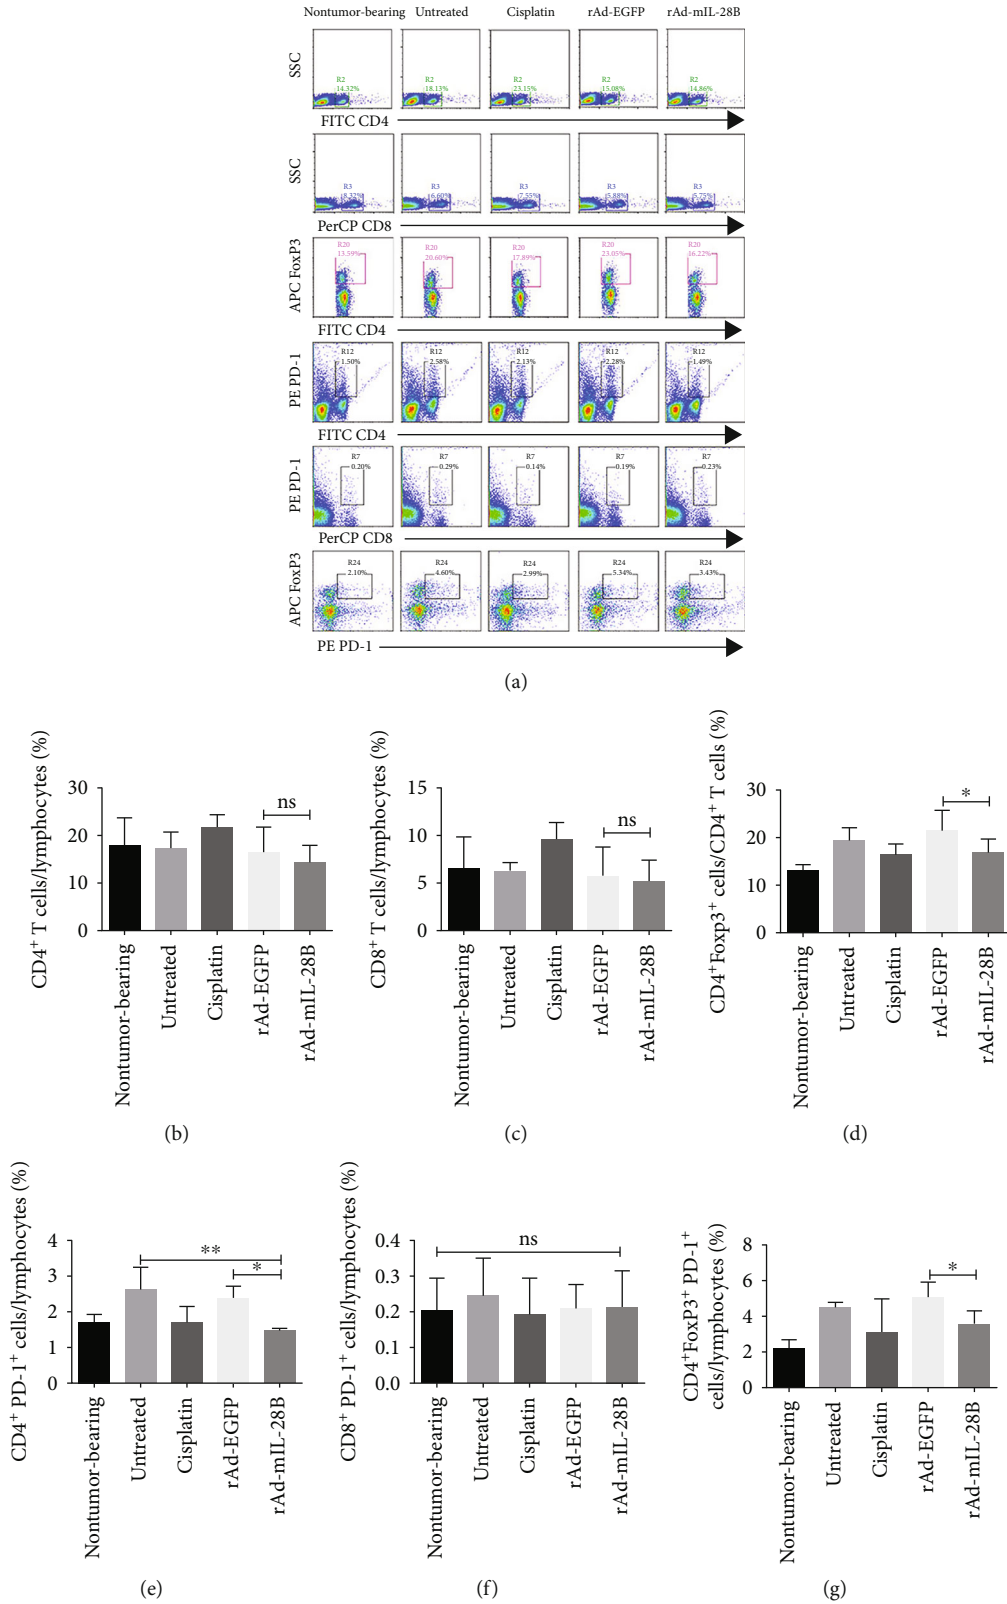 Nontumor-bearing Untreated Cisplatin rAd-EGFP rAd-mIL-28B
SSC
R2 R2 R2 R2 R2
14.32% 18.13% 23.15% 15.08% 14.86%
FITC CD4
SSC
R3 R3 R3 R3 R3
8.32% 6.60% 7.55% 5.88% 5.75%
PerCP CD8
APC FoxP3
R20 R20 R20 R20 R20
13.59% 20.60% 17.89% 23.05% 16.22%
FITC CD4
PE PD-1
R12 R12 R12 R12 R12
1.50% 2.58% 2.13% 2.28% 1.49%
FITC CD4
PE PD-1
R7 R7 R7 R7 R7
0.20% 0.29% 0.14% 0.19% 0.23%
PerCP CD8
APC FoxP3
R24 R24 R24 R24 R24
2.10% 4.60% 2.99% 5.34% 3.43%
PE PD-1
(a)
CD4+ T cells/lymphocytes (%)
30
20
10
0
ns
Nontumor-bearing
Untreated
Cisplatin
rAd-EGFP
rAd-mIL-28B
(b)
CD8+ T cells/lymphocytes (%)
15
10
5
0
ns
Nontumor-bearing
Untreated
Cisplatin
rAd-EGFP
rAd-mIL-28B
(c)
CD4+Foxp3+ cells/CD4+ T cells (%)
30
20
10
0
*
Nontumor-bearing
Untreated
Cisplatin
rAd-EGFP
rAd-mIL-28B
(d)
CD4+ PD-1+ cells/lymphocytes (%)
4
3
2
1
0
**
*
Nontumor-bearing
Untreated
Cisplatin
rAd-EGFP
rAd-mIL-28B
(e)
CD8+ PD-1+ cells/lymphocytes (%)
0.4
0.3
0.2
0.1
0.0
ns
Nontumor-bearing
Untreated
Cisplatin
rAd-EGFP
rAd-mIL-28B
(f)
CD4+FoxP3+ PD-1+
cells/lymphocytes (%)
8
6
4
2
0
*
Nontumor-bearing
Untreated
Cisplatin
rAd-EGFP
rAd-mIL-28B
(g)